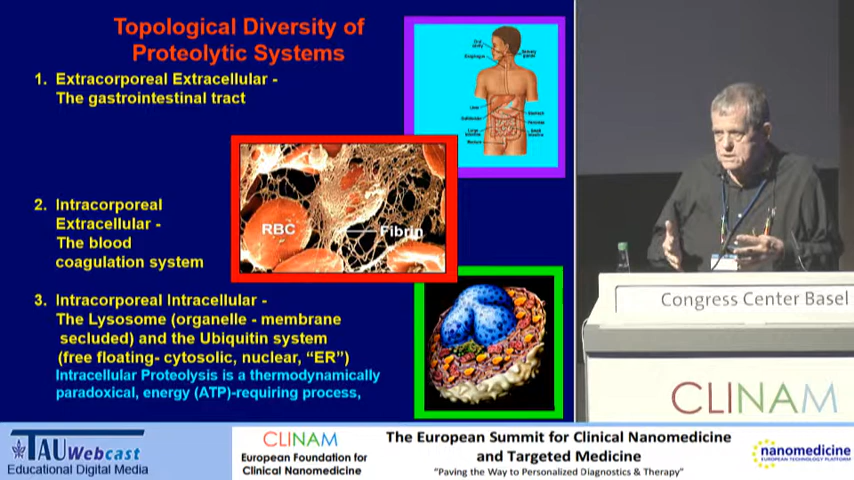 Topological Diversity of
Proteolytic Systems
1. Extracorporeal Extracellular -
The gastrointestinal tract
2. Intracorporeal
Extracellular -
The blood
coagulation system
RBC
Fibrin
3. Intracorporeal Intracellular -
The Lysosome (organelle - membrane
secluded) and the Ubiquitin system
(free floating- cytosolic, nuclear, “ER”)
Intracellular Proteolysis is a thermodynamically
paradoxical, energy (ATP)-requiring process,
Congress Center Basel
CLINAM
TAU Webcast
Educational Digital Media
CLINAM
European Foundation for
Clinical Nanomedicine
The European Summit for Clinical Nanomedicine
and Targeted Medicine
“Paving the Way to Personalized Diagnostics & Therapy”
nanomedicine
EUROPEAN TECHNOLOGY PLATFORM